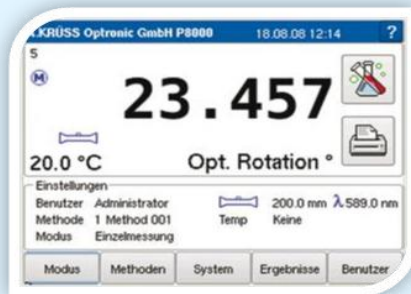 .KRÜSS Optronic GmbH P8000 18.08.08 12:14 ?
S
M
23.457
20.0 °C Opt. Rotation °
Einstellungen
Benutzer Administrator 200.0 mm λ 589.0 nm
Methode 1 Method 001 Temp Keine
Modus Einzelmessung
Modus Methoden System Ergebnisse Benutzer